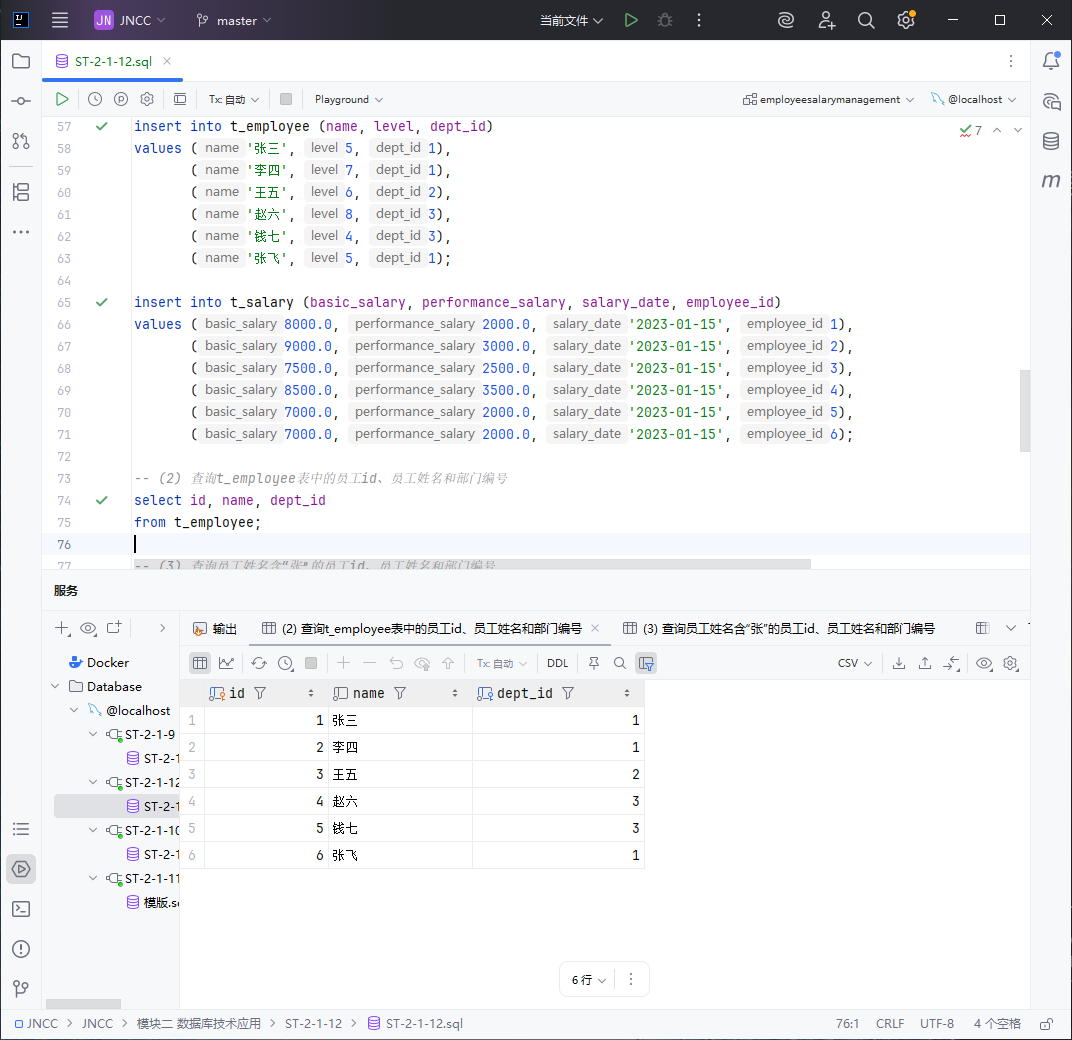 JN JNCC master 当前文件
ST-2-1-12.sql
Tx: 自动 Playground employeesalarymanagement @localhost
57 insert into t_employee (name, level, dept_id) 7
58 values ( name '张三', level 5, dept_id 1),
59 ( name '李四', level 7, dept_id 1),
60 ( name '王五', level 6, dept_id 2),
61 ( name '赵六', level 8, dept_id 3),
62 ( name '钱七', level 4, dept_id 3),
63 ( name '张飞', level 5, dept_id 1);
64
65 insert into t_salary (basic_salary, performance_salary, salary_date, employee_id)
66 values ( basic_salary 8000.0, performance_salary 2000.0, salary_date '2023-01-15', employee_id 1),
67 ( basic_salary 9000.0, performance_salary 3000.0, salary_date '2023-01-15', employee_id 2),
68 ( basic_salary 7500.0, performance_salary 2500.0, salary_date '2023-01-15', employee_id 3),
69 ( basic_salary 8500.0, performance_salary 3500.0, salary_date '2023-01-15', employee_id 4),
70 ( basic_salary 7000.0, performance_salary 2000.0, salary_date '2023-01-15', employee_id 5),
71 ( basic_salary 7000.0, performance_salary 2000.0, salary_date '2023-01-15', employee_id 6);
72
73 -- (2) 查询t_employee表中的员工id、员工姓名和部门编号
74 select id, name, dept_id
75 from t_employee;
76
77 -- (3) 查询员工姓名含“张”的员工id、员工姓名和部门编号
服务
输出 (2) 查询t_employee表中的员工id、员工姓名和部门编号 (3) 查询员工姓名含“张”的员工id、员工姓名和部门编号
Tx: 自动 DDL CSV
Docker
Database
@localhost
ST-2-1-9
ST-2-1
ST-2-1-12
ST-2-1
ST-2-1-10
ST-2-1
ST-2-1-11
模版.s
id name dept_id
1 1 张三 1
2 2 李四 1
3 3 王五 2
4 4 赵六 3
5 5 钱七 3
6 6 张飞 1
6 行
JNCC JNCC 模块二 数据库技术应用 ST-2-1-12 ST-2-1-12.sql 76:1 CRLF UTF-8 4 个空格